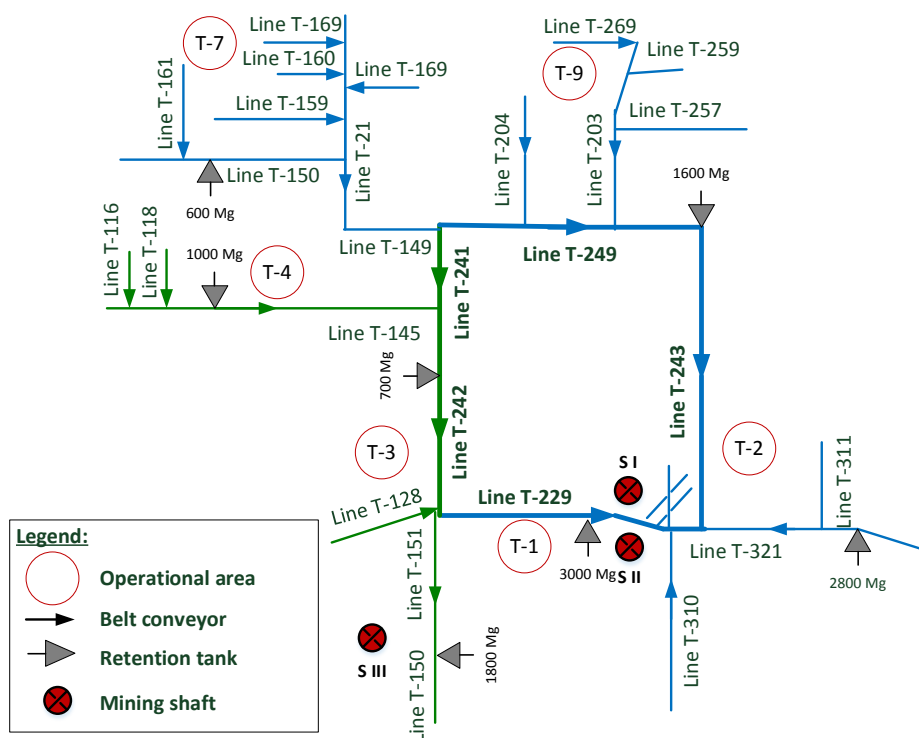 Line T-169
T-7
Line T-160
Line T-169
Line T-161
Line T-159
Line T-21
Line T-150
600 Mg
Line T-269
Line T-259
T-9
Line T-257
Line T-204
Line T-203
1600 Mg
Line T-116
Line T-118
1000 Mg
T-4
Line T-149
Line T-249
Line T-241
Line T-145
700 Mg
Line T-242
Line T-243
T-3
T-2
S I
Line T-311
Line T-128
Line T-229
T-1
3000 Mg
S II
Line T-321
2800 Mg
Line T-151
Line T-310
S III
1800 Mg
Line T-150
Legend:
Operational area
Belt conveyor
Retention tank
Mining shaft